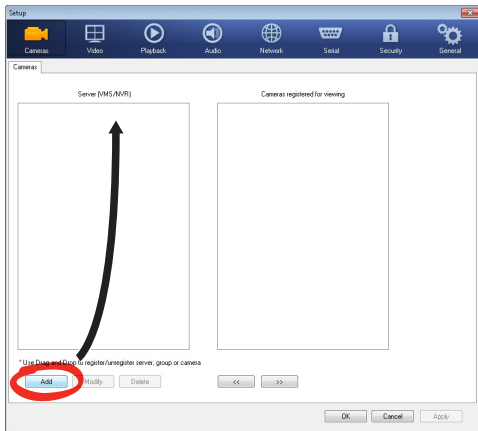 Setup
Cameras Video Playback Audio Network Serial Security General
Cameras
Server (VMS/NVR) Cameras registered for viewing
* Use Drag and Drop to register/unregister server, group or camera
Add Modify Delete << >>
OK Cancel Apply